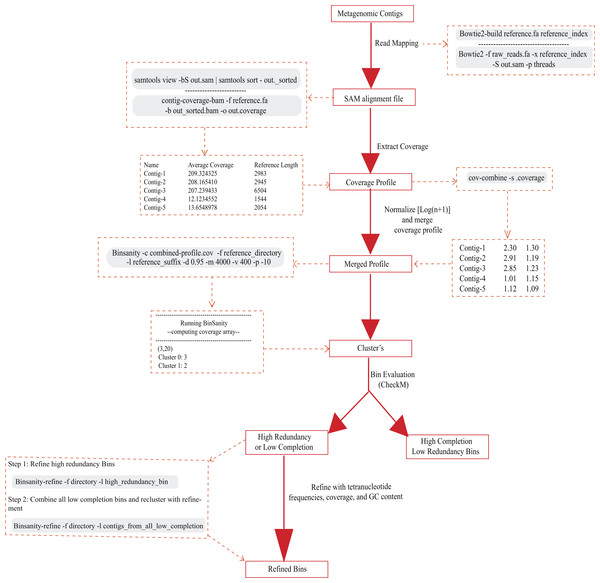 Metagenomic Contigs
Read Mapping
Bowtie2-build reference.fa reference_index
------------------------------------
Bowtie2 -f raw_reads.fa -x reference_index
-S out.sam -p threads
samtools view -bS out.sam | samtools sort - out._sorted
------------------------
contig-coverage-bam -f reference.fa
-b out_sorted.bam -o out.coverage
SAM alignment file
Extract Coverage
Name Average Coverage Reference Length
Contig-1 209.324325 2983
Contig-2 208.165410 2945
Contig-3 207.239433 6504
Contig-4 12.1234552 1544
Contig-5 13.6548978 2054
Coverage Profile
cov-combine -s .coverage
Normalize [Log(n+1)]
and merge
coverage profile
Contig-1 2.30 1.30
Contig-2 2.91 1.19
Contig-3 2.85 1.23
Contig-4 1.01 1.15
Contig-5 1.12 1.09
Binsanity -c combined-profile.cov -f reference_directory
-l reference_suffix -d 0.95 -m 4000 -v 400 -p -10
Merged Profile
------------------------------------
Running BinSanity
--computing coverage array--
------------------------------------
(3,20)
Cluster 0: 3
Cluster 1: 2
Cluster's
Bin Evaluation
(CheckM)
High Redundancy
or Low Completion
High Completion
Low Redundancy Bins
Step 1: Refine high redundancy Bins
Binsanity-refine -f directory -l high_redundancy_bin
Step 2: Combine all low completion bins and recluster with refine-
ment
Binsanity-refine -f directory -l contigs_from_all_low_completion
Refine with tetranucleotide
frequencies, coverage, and GC content
Refined Bins